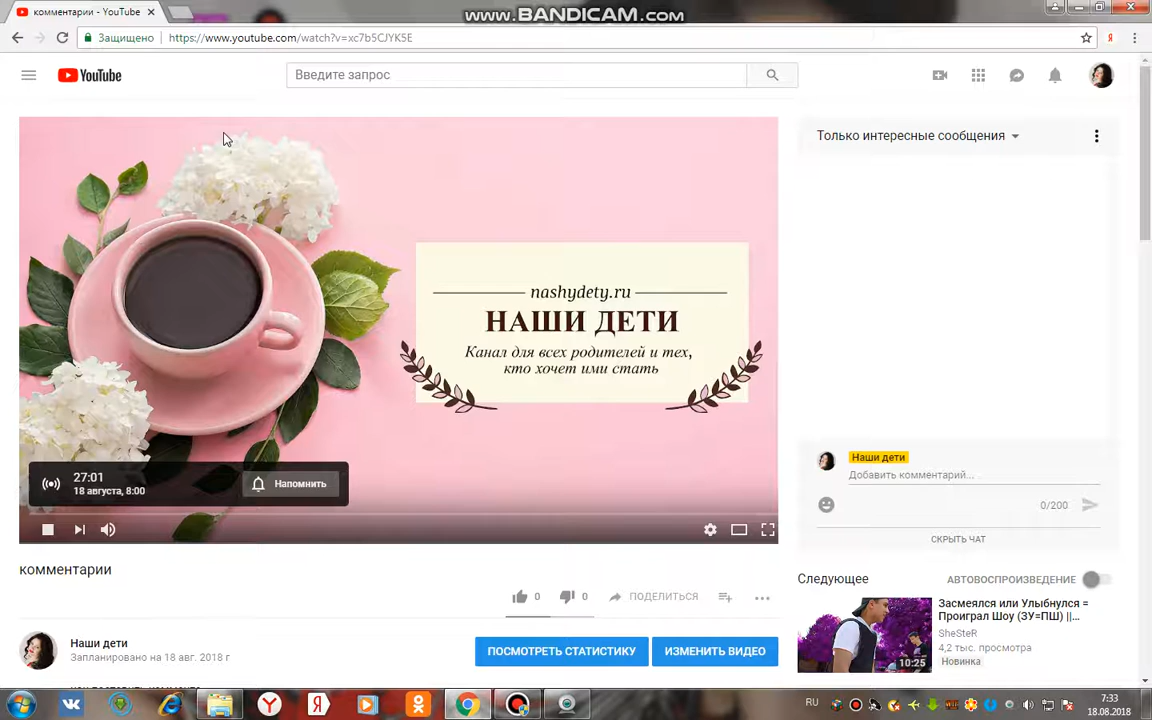 www.BANDICAM.com
комментарии - YouTube
Защищено
https://www.youtube.com/watch?v=xc7b5CJYK5E
YouTube
Введите запрос
Только интересные сообщения
nashydety.ru
НАШИ ДЕТИ
Канал для всех родителей и тех,
кто хочет ими стать
27:01
18 августа, 8:00
Напомнить
Наши дети
Добавить комментарий...
0/200
СКРЫТЬ ЧАТ
комментарии
0
0
ПОДЕЛИТЬСЯ
Следующее
АВТОВОСПРОИЗВЕДЕНИЕ
Засмеялся или Улыбнулся =
Проиграл Шоу (ЗУ=ПШ) ||...
SheSteR
4,2 тыс. просмотра
Новинка
10:25
Наши дети
Запланировано на 18 авг. 2018 г
ПОСМОТРЕТЬ СТАТИСТИКУ
ИЗМЕНИТЬ ВИДЕО
RU
7:33
18.08.2018